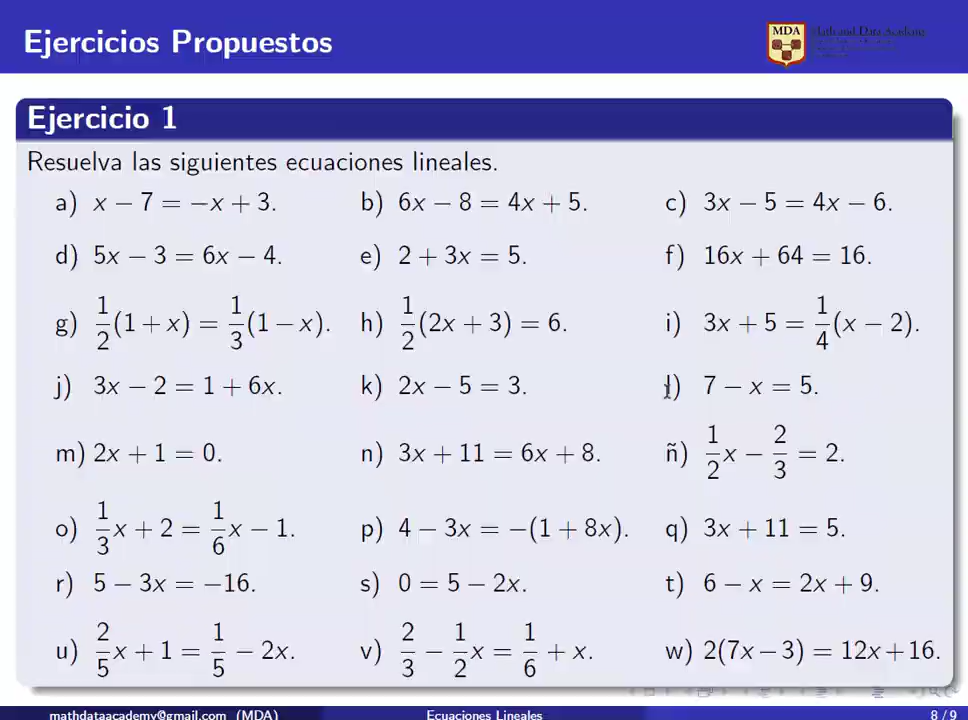 Ejercicios Propuestos
MDA Math and Data Academy
Ejercicio 1
Resuelva las siguientes ecuaciones lineales.
a) x − 7 = −x + 3. b) 6x − 8 = 4x + 5. c) 3x − 5 = 4x − 6.
d) 5x − 3 = 6x − 4. e) 2 + 3x = 5. f) 16x + 64 = 16.
g) 1/2(1 + x) = 1/3(1 − x). h) 1/2(2x + 3) = 6. i) 3x + 5 = 1/4(x − 2).
j) 3x − 2 = 1 + 6x. k) 2x − 5 = 3. l) 7 − x = 5.
m) 2x + 1 = 0. n) 3x + 11 = 6x + 8. ñ) 1/2x − 2/3 = 2.
o) 1/3x + 2 = 1/6x − 1. p) 4 − 3x = −(1 + 8x). q) 3x + 11 = 5.
r) 5 − 3x = −16. s) 0 = 5 − 2x. t) 6 − x = 2x + 9.
u) 2/5x + 1 = 1/5 − 2x. v) 2/3 − 1/2x = 1/6 + x. w) 2(7x − 3) = 12x + 16.
mathdataacademy@gmail.com (MDA) Ecuaciones Lineales 8 / 9